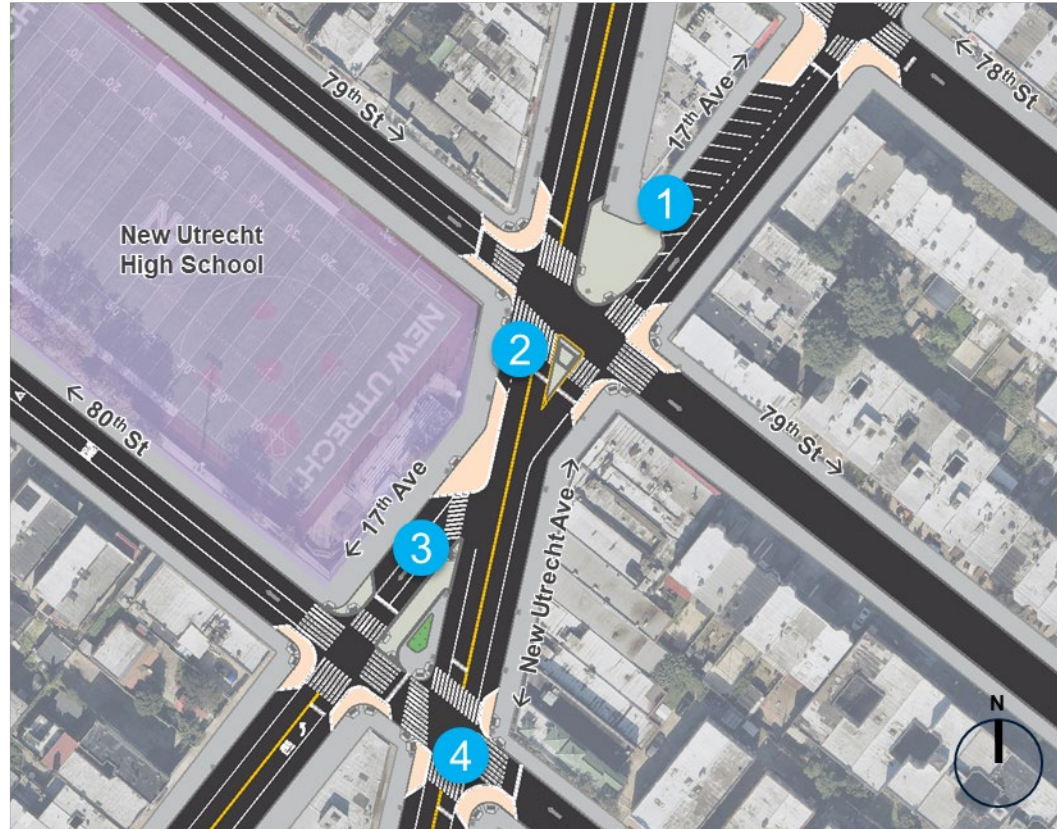 79th St →
17th Ave →
← 78th St
1
New Utrecht
High School
NEW UTRECHT
2
← 80th St
← 17th Ave
3
79th St →
← New Utrecht Ave →
4
N